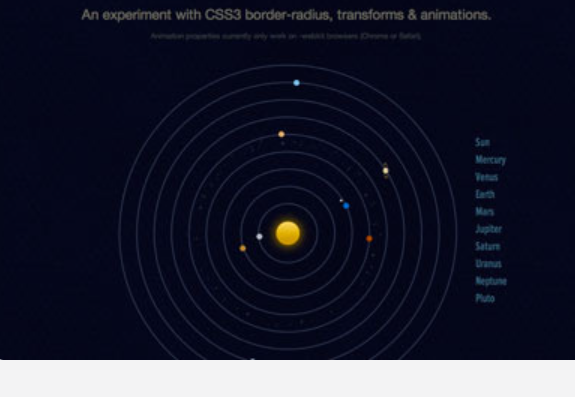 An experiment with CSS3 border-radius, transforms & animations.
Animation properties currently only work on -webkit browsers (Chrome or Safari).
Sun
Mercury
Venus
Earth
Mars
Jupiter
Saturn
Uranus
Neptune
Pluto